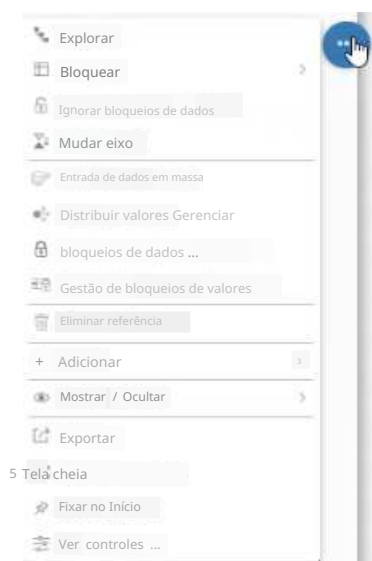 Explorar
Bloquear
Ignorar bloqueios de dados
Mudar eixo
Entrada de dados em massa
Distribuir valores Gerenciar
bloqueios de dados ...
Gestão de bloqueios de valores
Eliminar referência
+ Adicionar
Mostrar / Ocultar
Exportar
5 Tela cheia
Fixar no Início
Ver controles ...